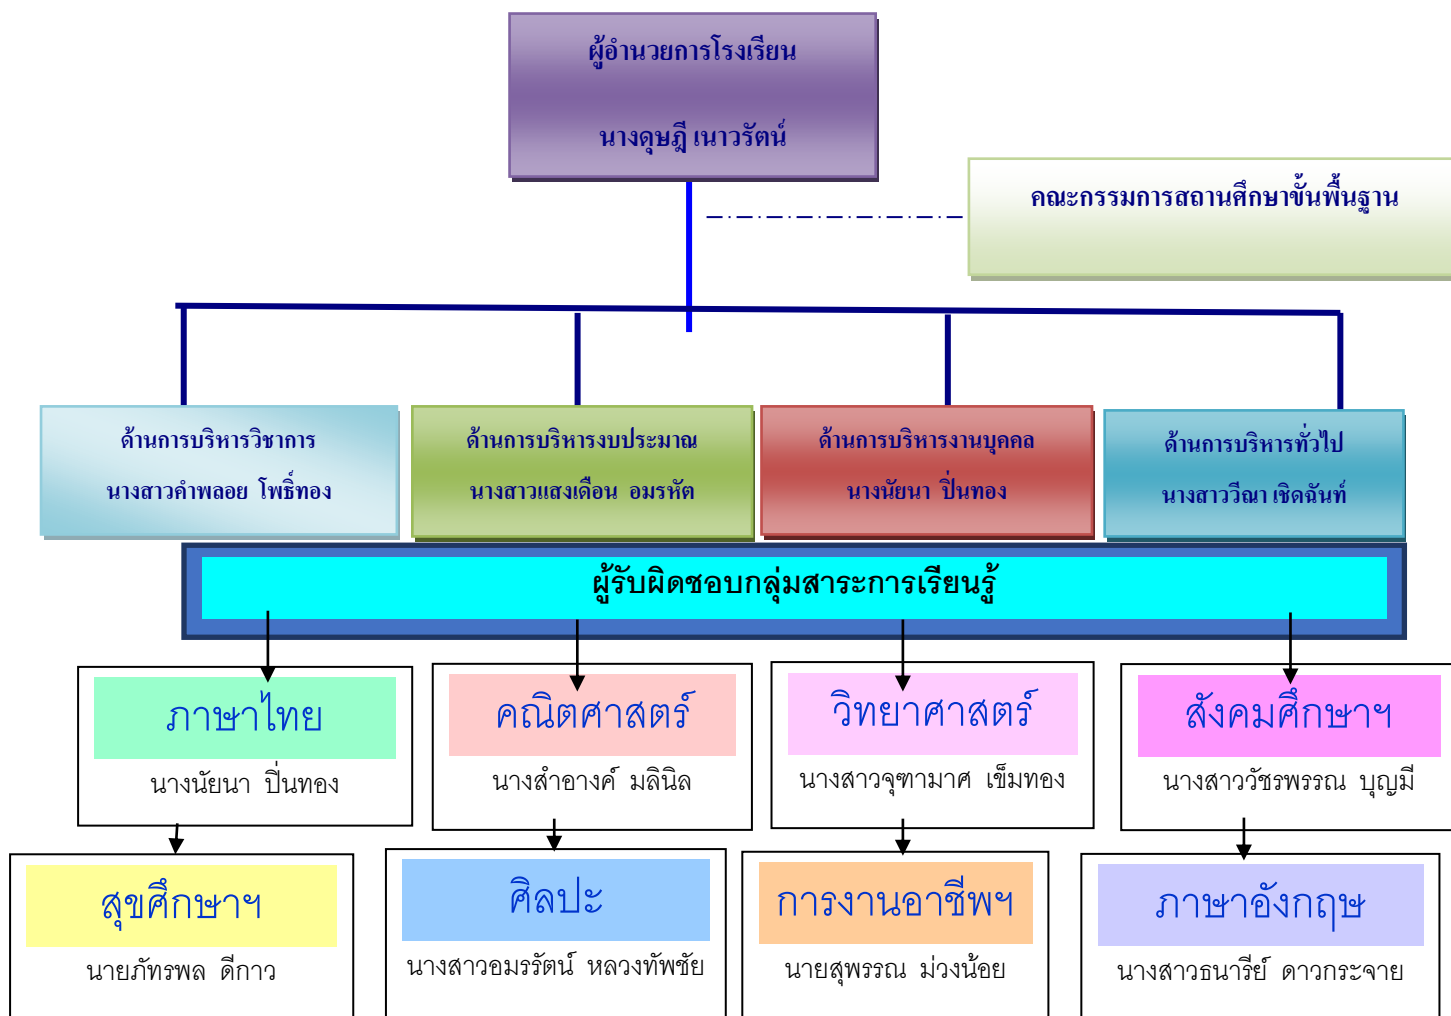 ผู้อำนวยการโรงเรียน
นางดุษฎี เนาวรัตน์
คณะกรรมการสถานศึกษาขั้นพื้นฐาน
ด้านการบริหารวิชาการ
นางสาวคำพลอย โพธิ์ทอง
ด้านการบริหารงบประมาณ
นางสาวแสงเดือน อมรหัต
ด้านการบริหารงานบุคคล
นางนัยนา ปิ่นทอง
ด้านการบริหารทั่วไป
นางสาววีณา เชิดฉันท์
ผู้รับผิดชอบกลุ่มสาระการเรียนรู้
ภาษาไทย
นางนัยนา ปิ่นทอง
คณิตศาสตร์
นางสำอางค์ มลินิล
วิทยาศาสตร์
นางสาวจุฑามาศ เข็มทอง
สังคมศึกษาฯ
นางสาววัชรพรรณ บุญมี
สุขศึกษาฯ
นายภัทรพล ดีกาว
ศิลปะ
นางสาวอมรรัตน์ หลวงทัพชัย
การงานอาชีพฯ
นายสุพรรณ ม่วงน้อย
ภาษาอังกฤษ
นางสาวธนารีย์ ดาวกระจาย